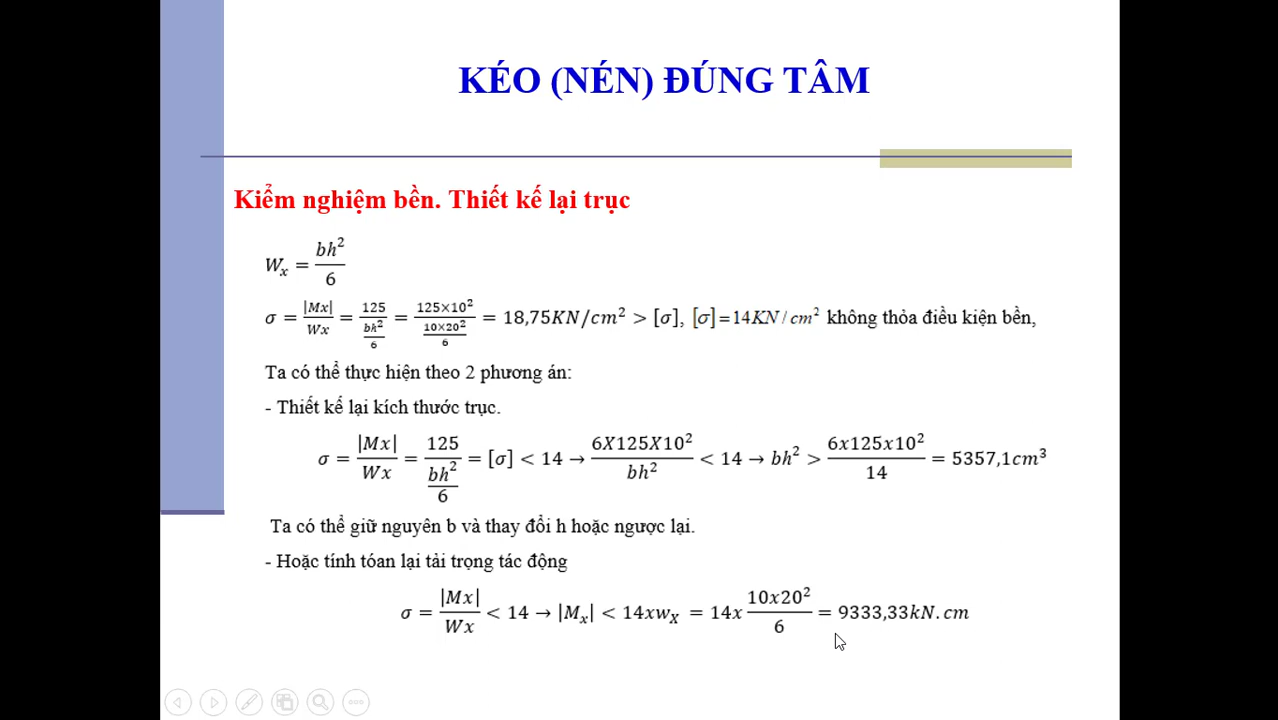 KÉO (NÉN) ĐÚNG TÂM
Kiểm nghiệm bền. Thiết kế lại trục
W_x = bh²/6
σ = |Mx|/Wx = 125/(bh²/6) = (125×10²)/((10×20²)/6) = 18,75KN/cm² > [σ], [σ]=14KN/cm² không thỏa điều kiện bền,
Ta có thể thực hiện theo 2 phương án:
- Thiết kế lại kích thước trục.
σ = |Mx|/Wx = 125/(bh²/6) = [σ] < 14 → (6X125X10²)/(bh²) < 14 → bh² > (6x125x10²)/14 = 5357,1cm³
Ta có thể giữ nguyên b và thay đổi h hoặc ngược lại.
- Hoặc tính tóan lại tải trọng tác động
σ = |Mx|/Wx < 14 → |M_x| < 14xw_X = 14x (10x20²)/6 = 9333,33kN.cm